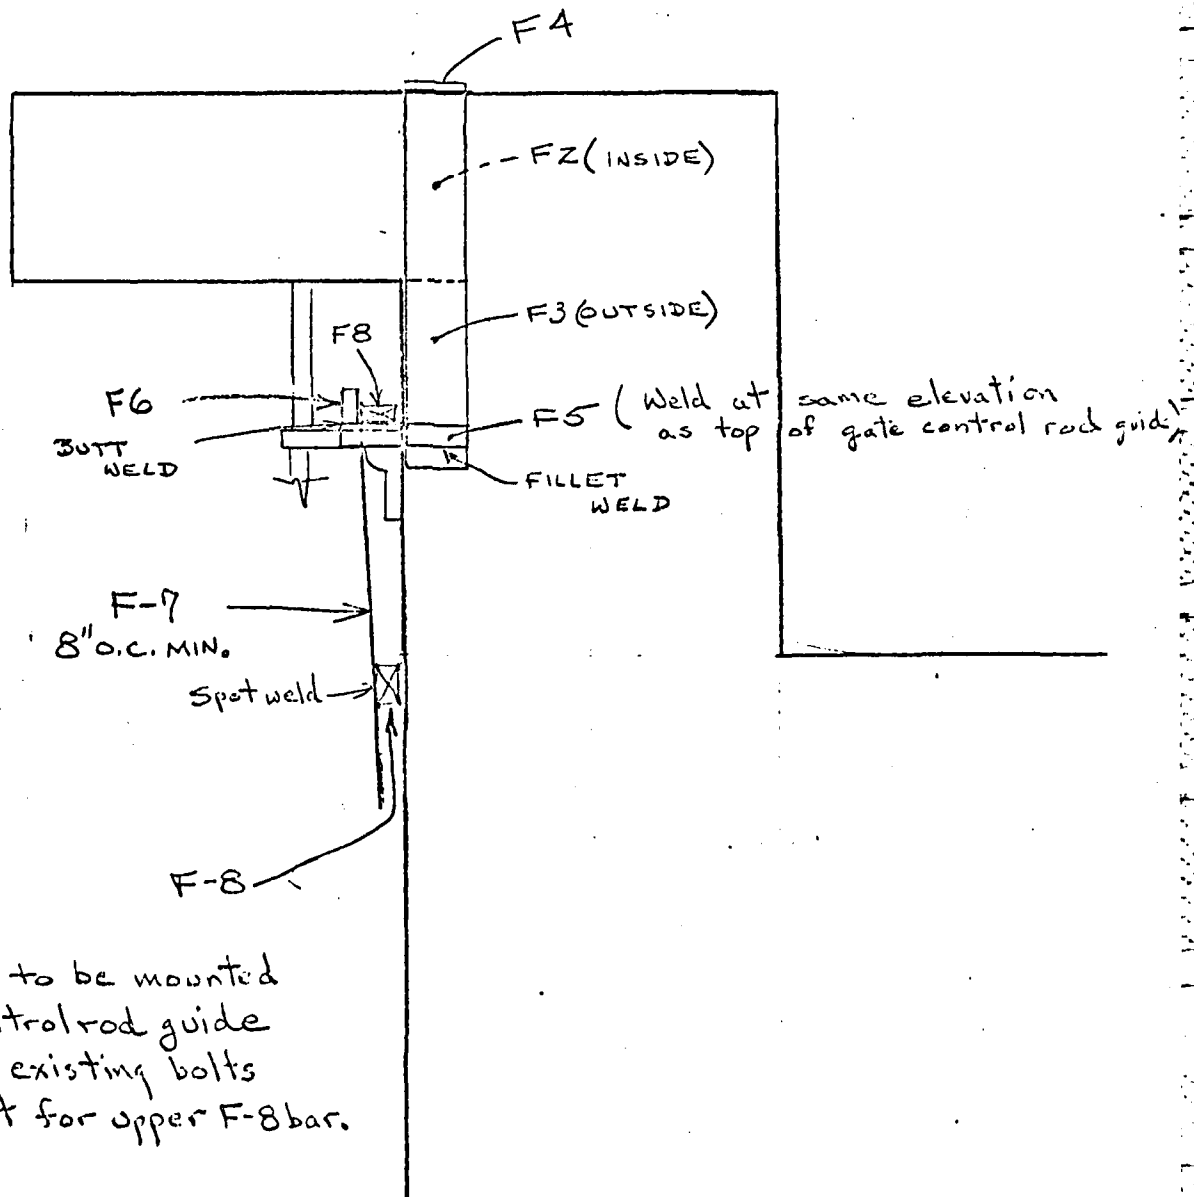 F4
F2 (INSIDE)
F3 (OUTSIDE)
F8
F6
F5 (Weld at same elevation
as top of gate control rod guide)
BUTT
WELD
FILLET
WELD
F-7
8" O.C. MIN.
Spot weld
F-8
to be mounted
trol rod guide
existing bolts
t for upper F-8 bar.